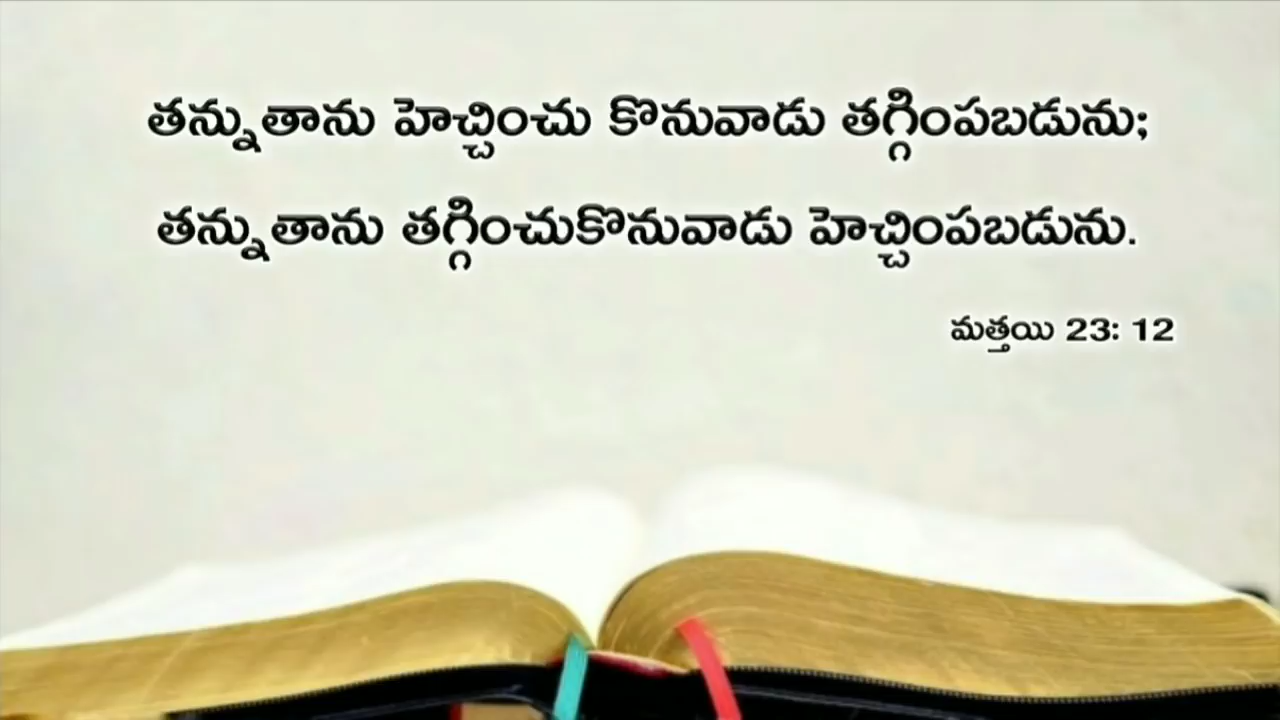 తన్నుతాను హెచ్చించు కొనువాడు తగ్గింపబడును;
తన్నుతాను తగ్గించుకొనువాడు హెచ్చింపబడును.
మత్తయి 23: 12